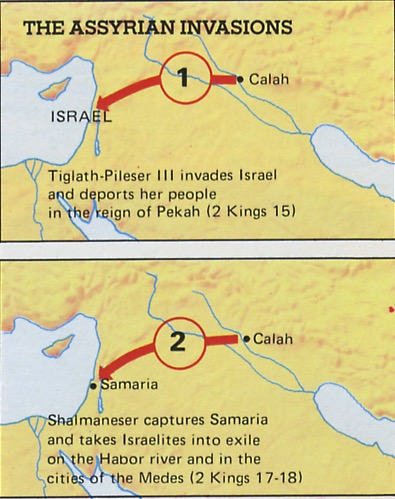 THE ASSYRIAN INVASIONS
1
Calah
ISRAEL
Tiglath-Pileser III invades Israel
and deports her people
in the reign of Pekah (2 Kings 15)
2
Calah
Samaria
Shalmaneser captures Samaria
and takes Israelites into exile
on the Habor river and in the
cities of the Medes (2 Kings 17-18)